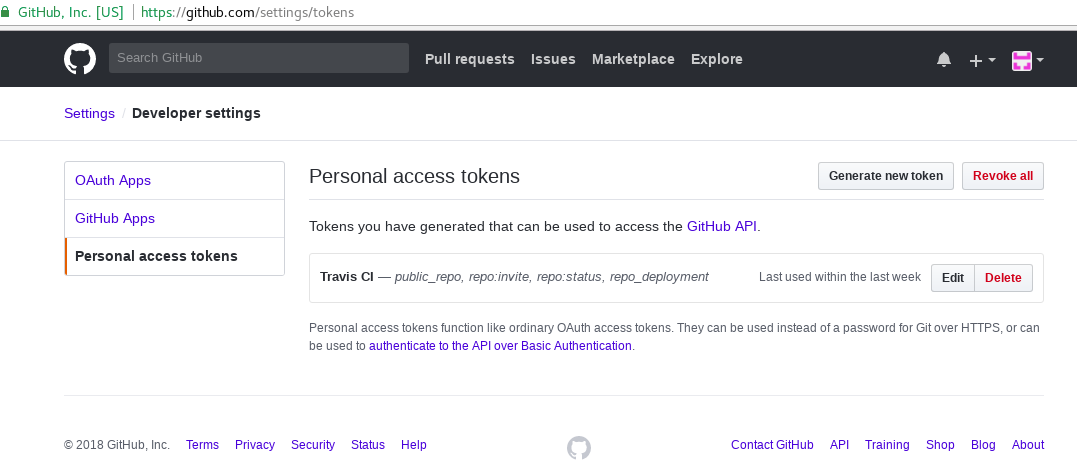 GitHub, Inc. [US] https://github.com/settings/tokens
Search GitHub Pull requests Issues Marketplace Explore
Settings / Developer settings
OAuth Apps
GitHub Apps
Personal access tokens
Personal access tokens Generate new token Revoke all
Tokens you have generated that can be used to access the GitHub API.
Travis CI — public_repo, repo:invite, repo:status, repo_deployment Last used within the last week Edit Delete
Personal access tokens function like ordinary OAuth access tokens. They can be used instead of a password for Git over HTTPS, or can
be used to authenticate to the API over Basic Authentication.
© 2018 GitHub, Inc. Terms Privacy Security Status Help Contact GitHub API Training Shop Blog About